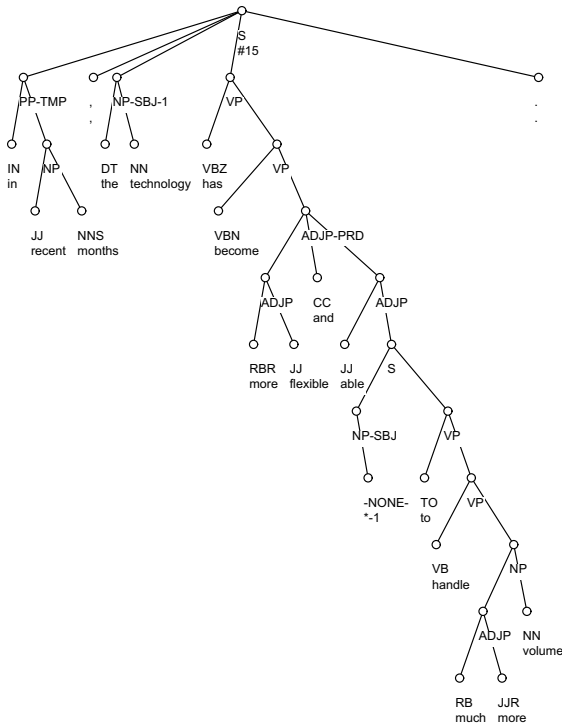 S
#15
PP-TMP , NP-SBJ-1 VP .
, .
IN NP DT NN VBZ VP
in the technology has
JJ NNS VBN ADJP-PRD
recent months become
ADJP CC ADJP
and
RBR JJ JJ S
more flexible able
NP-SBJ VP
-NONE- TO VP
*-1 to
VB NP
handle
ADJP NN
volume
RB JJR
much more